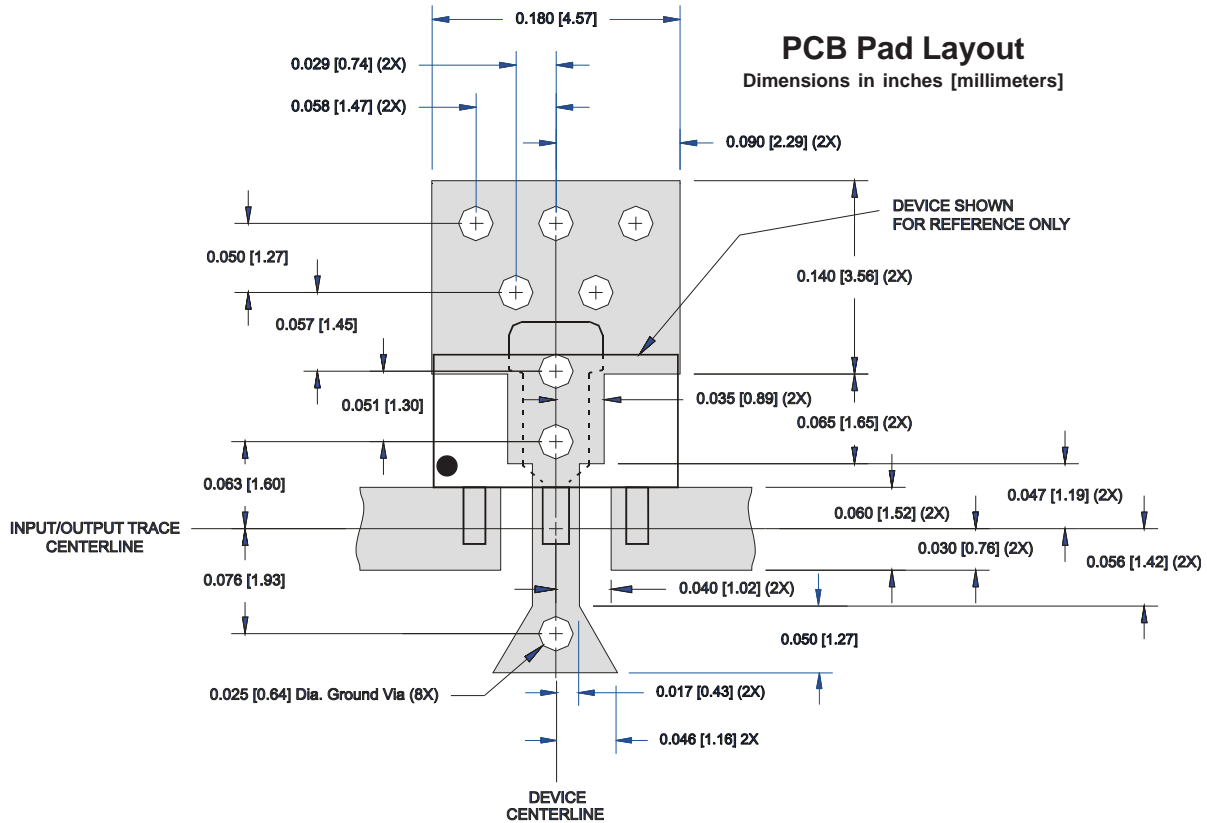 0.180 [4.57]
PCB Pad Layout
Dimensions in inches [millimeters]
0.029 [0.74] (2X)
0.058 [1.47] (2X)
0.090 [2.29] (2X)
DEVICE SHOWN
FOR REFERENCE ONLY
0.050 [1.27]
0.140 [3.56] (2X)
0.057 [1.45]
0.051 [1.30]
0.035 [0.89] (2X)
0.065 [1.65] (2X)
0.063 [1.60]
0.047 [1.19] (2X)
0.060 [1.52] (2X)
INPUT/OUTPUT TRACE
CENTERLINE
0.030 [0.76] (2X)
0.056 [1.42] (2X)
0.076 [1.93]
0.040 [1.02] (2X)
0.050 [1.27]
0.025 [0.64] Dia. Ground Via (8X)
0.017 [0.43] (2X)
0.046 [1.16] 2X
DEVICE
CENTERLINE